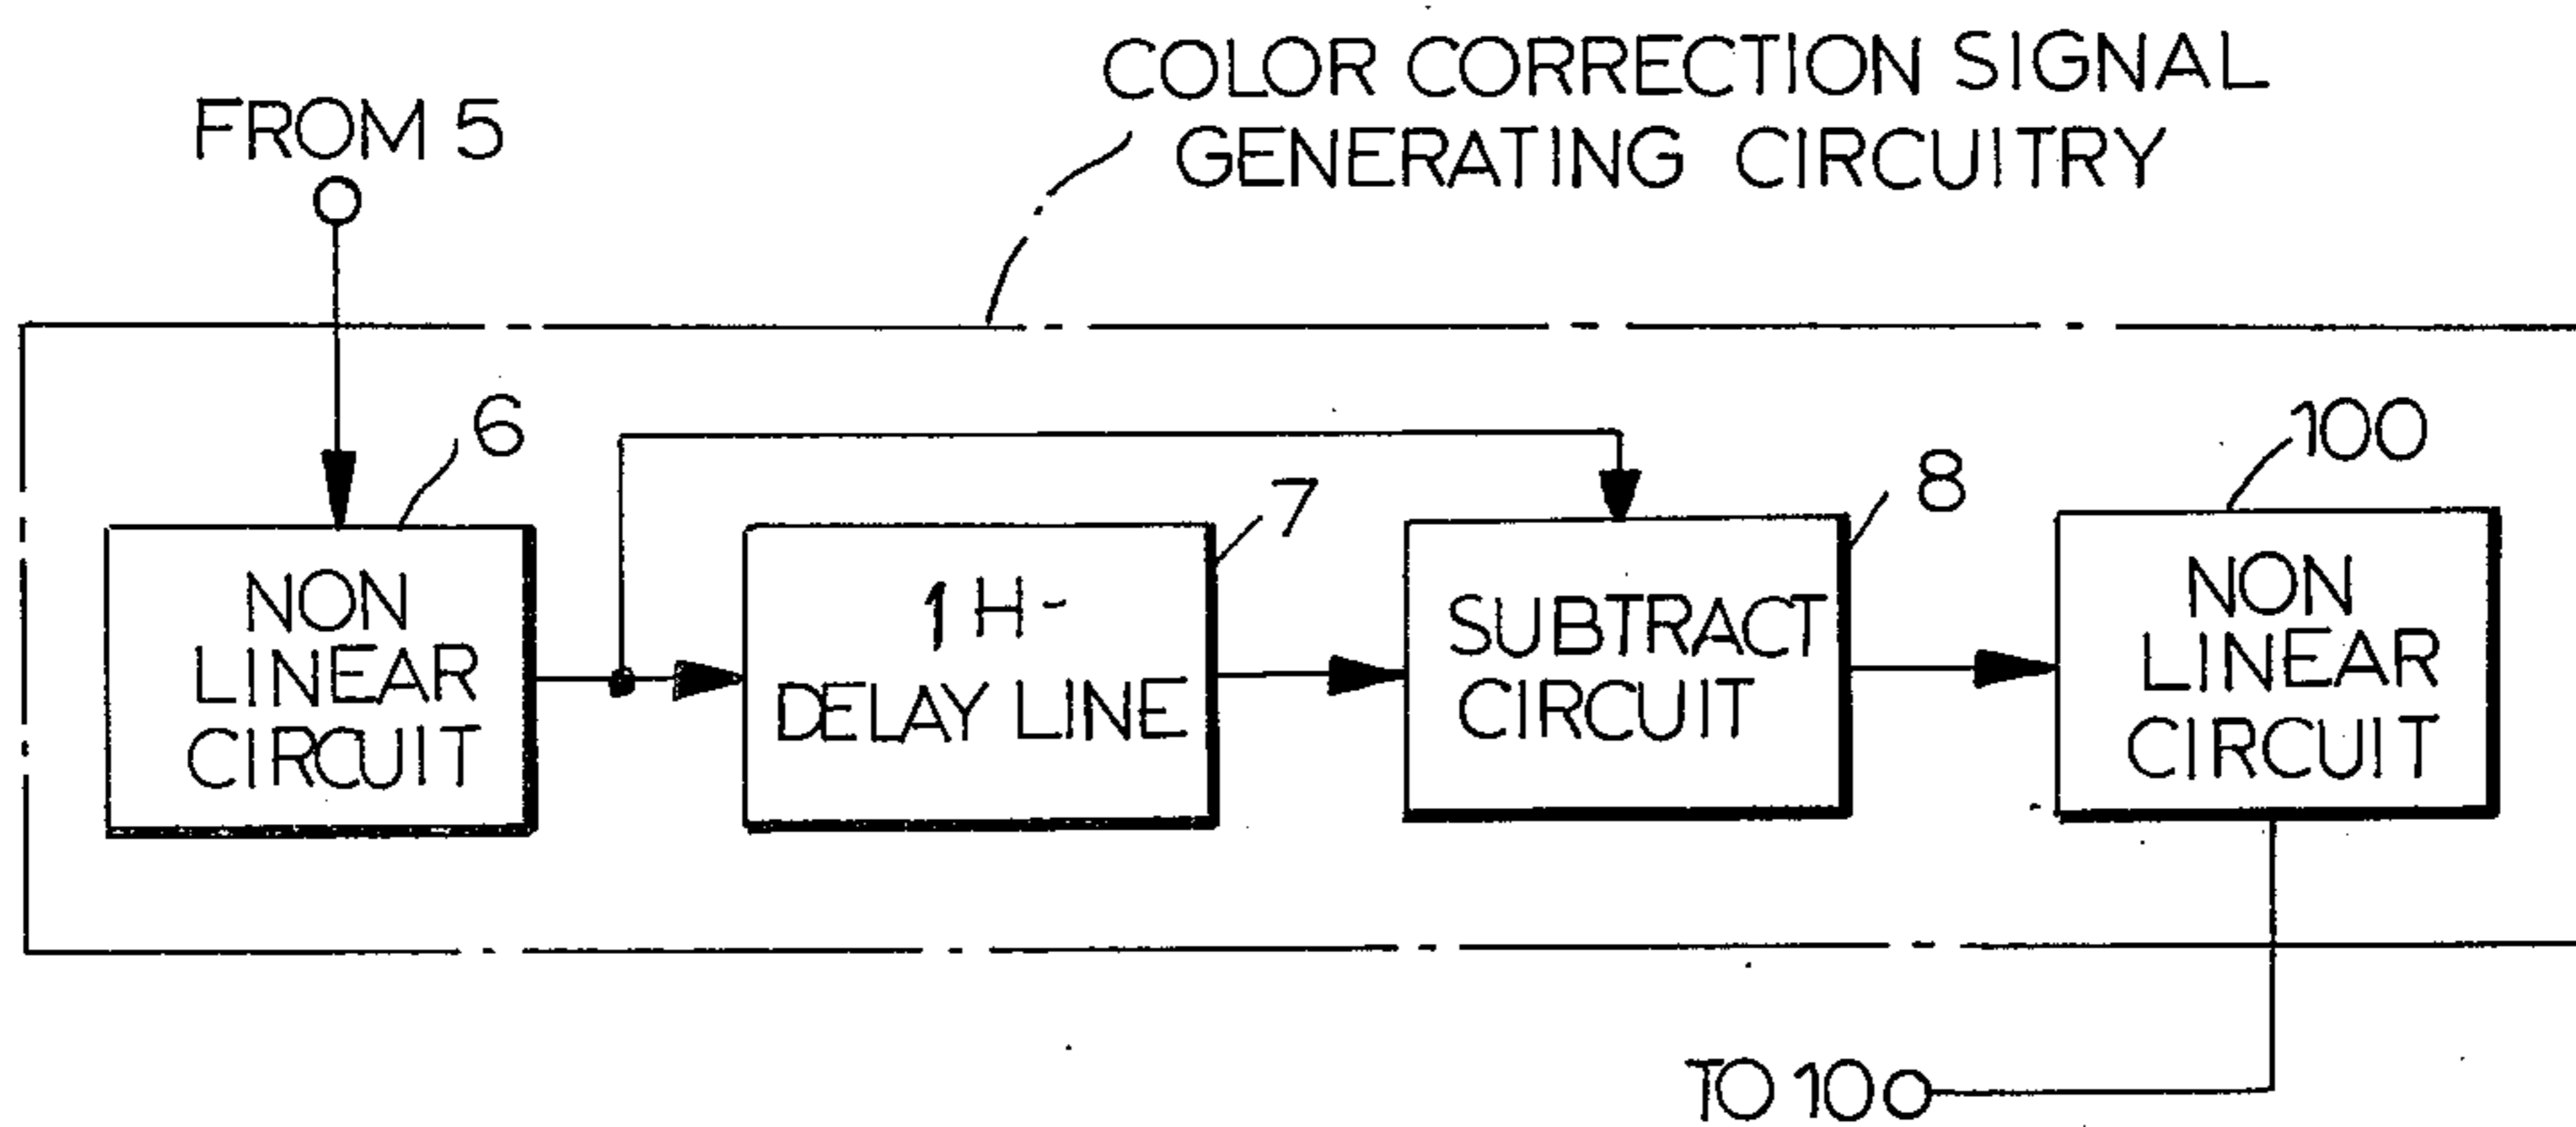 COLOR CORRECTION SIGNAL
GENERATING CIRCUITRY
FROM 5
6
7
8
100
NON
LINEAR
CIRCUIT
1 H-
DELAY LINE
SUBTRACT
CIRCUIT
NON
LINEAR
CIRCUIT
TO 10